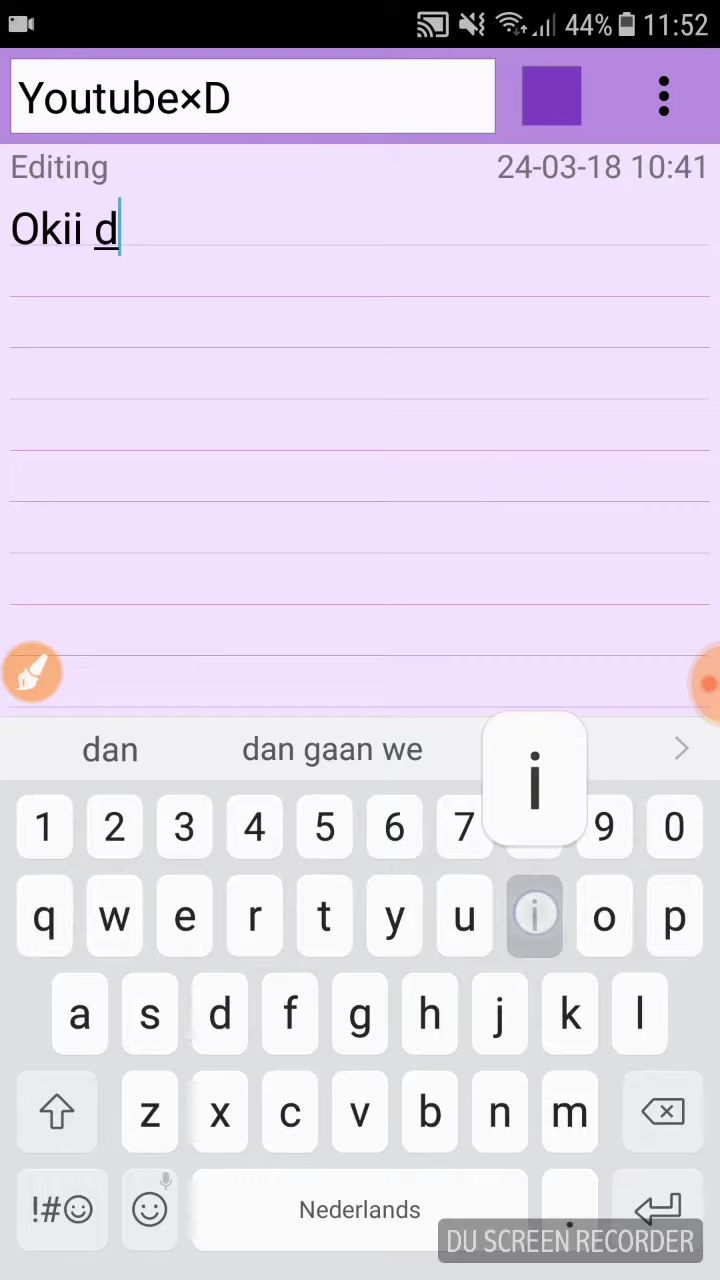 44% 11:52
Youtube×D
Editing 24-03-18 10:41
Okii d
dan dan gaan we
i
1 2 3 4 5 6 7 9 0
q w e r t y u i o p
a s d f g h j k l
z x c v b n m
!#☺ Nederlands .
DU SCREEN RECORDER